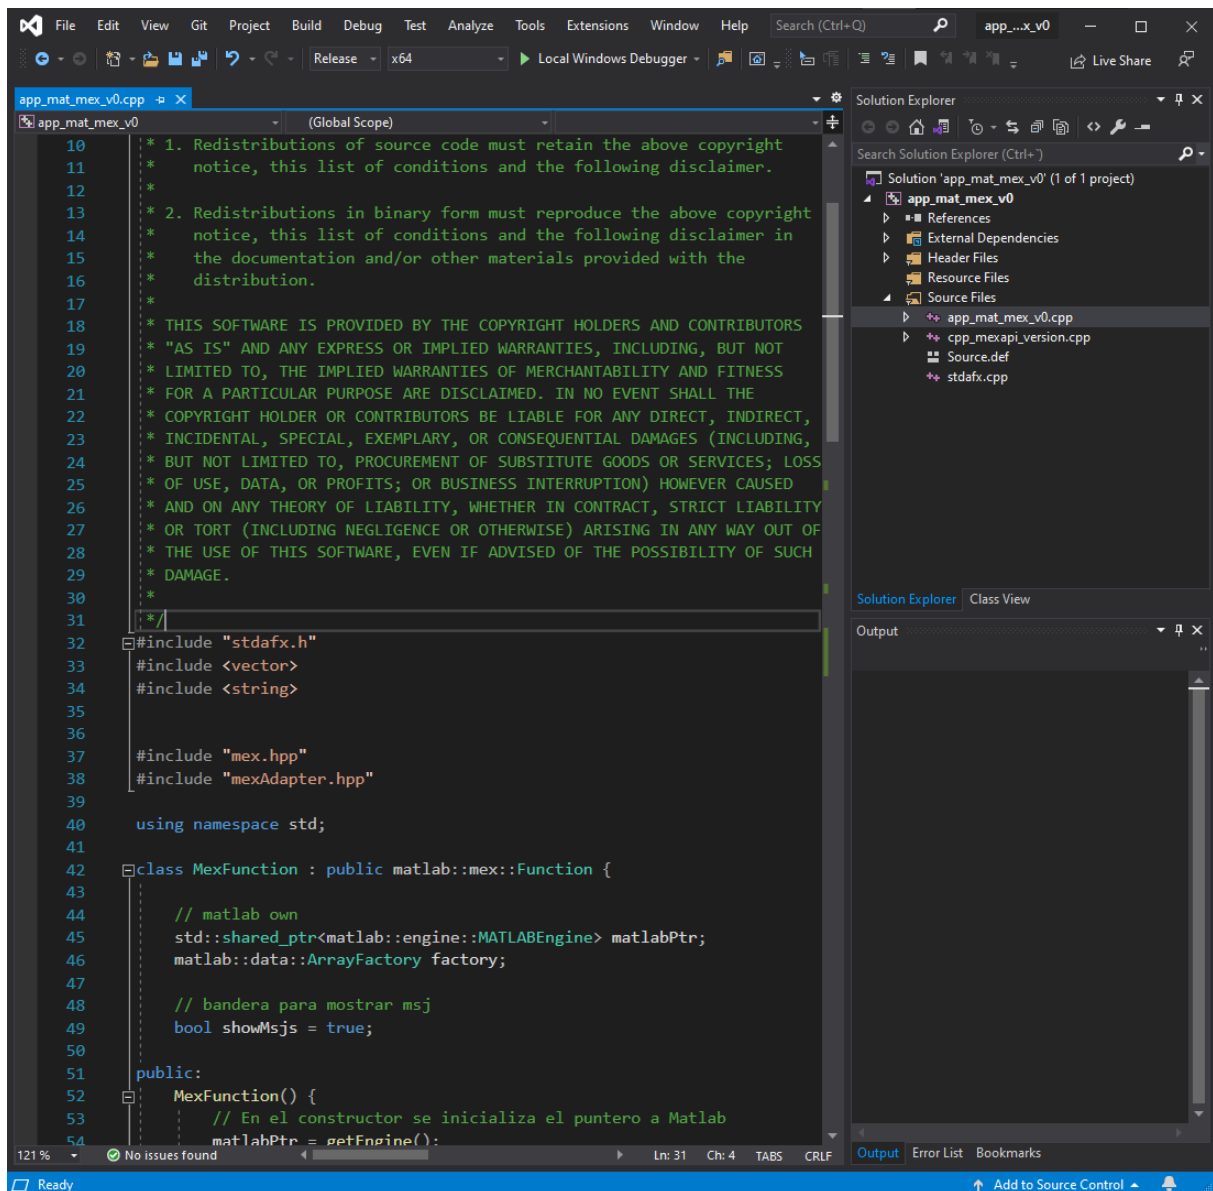 File Edit View Git Project Build Debug Test Analyze Tools Extensions Window Help Search (Ctrl+Q) app_...x_v0
Release x64 Local Windows Debugger Live Share
app_mat_mex_v0.cpp
app_mat_mex_v0 (Global Scope)
10 * 1. Redistributions of source code must retain the above copyright
11 * notice, this list of conditions and the following disclaimer.
12 *
13 * 2. Redistributions in binary form must reproduce the above copyright
14 * notice, this list of conditions and the following disclaimer in
15 * the documentation and/or other materials provided with the
16 * distribution.
17 *
18 * THIS SOFTWARE IS PROVIDED BY THE COPYRIGHT HOLDERS AND CONTRIBUTORS
19 * "AS IS" AND ANY EXPRESS OR IMPLIED WARRANTIES, INCLUDING, BUT NOT
20 * LIMITED TO, THE IMPLIED WARRANTIES OF MERCHANTABILITY AND FITNESS
21 * FOR A PARTICULAR PURPOSE ARE DISCLAIMED. IN NO EVENT SHALL THE
22 * COPYRIGHT HOLDER OR CONTRIBUTORS BE LIABLE FOR ANY DIRECT, INDIRECT,
23 * INCIDENTAL, SPECIAL, EXEMPLARY, OR CONSEQUENTIAL DAMAGES (INCLUDING,
24 * BUT NOT LIMITED TO, PROCUREMENT OF SUBSTITUTE GOODS OR SERVICES; LOSS
25 * OF USE, DATA, OR PROFITS; OR BUSINESS INTERRUPTION) HOWEVER CAUSED
26 * AND ON ANY THEORY OF LIABILITY, WHETHER IN CONTRACT, STRICT LIABILITY
27 * OR TORT (INCLUDING NEGLIGENCE OR OTHERWISE) ARISING IN ANY WAY OUT OF
28 * THE USE OF THIS SOFTWARE, EVEN IF ADVISED OF THE POSSIBILITY OF SUCH
29 * DAMAGE.
30 *
31 */
32 #include "stdafx.h"
33 #include <vector>
34 #include <string>
35
36
37 #include "mex.hpp"
38 #include "mexAdapter.hpp"
39
40 using namespace std;
41
42 class MexFunction : public matlab::mex::Function {
43
44 // matlab own
45 std::shared_ptr<matlab::engine::MATLABEngine> matlabPtr;
46 matlab::data::ArrayFactory factory;
47
48 // bandera para mostrar msj
49 bool showMsjs = true;
50
51 public:
52 MexFunction() {
53 // En el constructor se inicializa el puntero a Matlab
54 matlabPtr = getEngine();
121 % No issues found Ln: 31 Ch: 4 TABS CRLF
Solution Explorer
Search Solution Explorer (Ctrl+¨)
Solution 'app_mat_mex_v0' (1 of 1 project)
app_mat_mex_v0
References
External Dependencies
Header Files
Resource Files
Source Files
app_mat_mex_v0.cpp
cpp_mexapi_version.cpp
Source.def
stdafx.cpp
Solution Explorer Class View
Output
Output Error List Bookmarks
Ready Add to Source Control